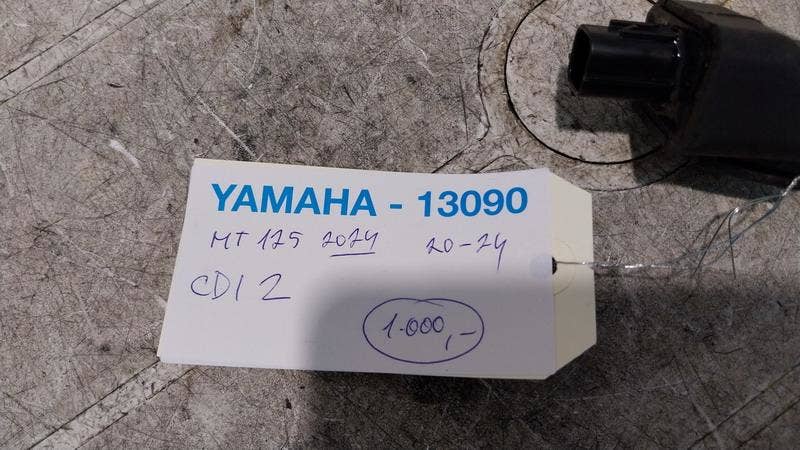 YAMAHA - 13090
MT 125 2024 20-24
CDI 2
1.000,-